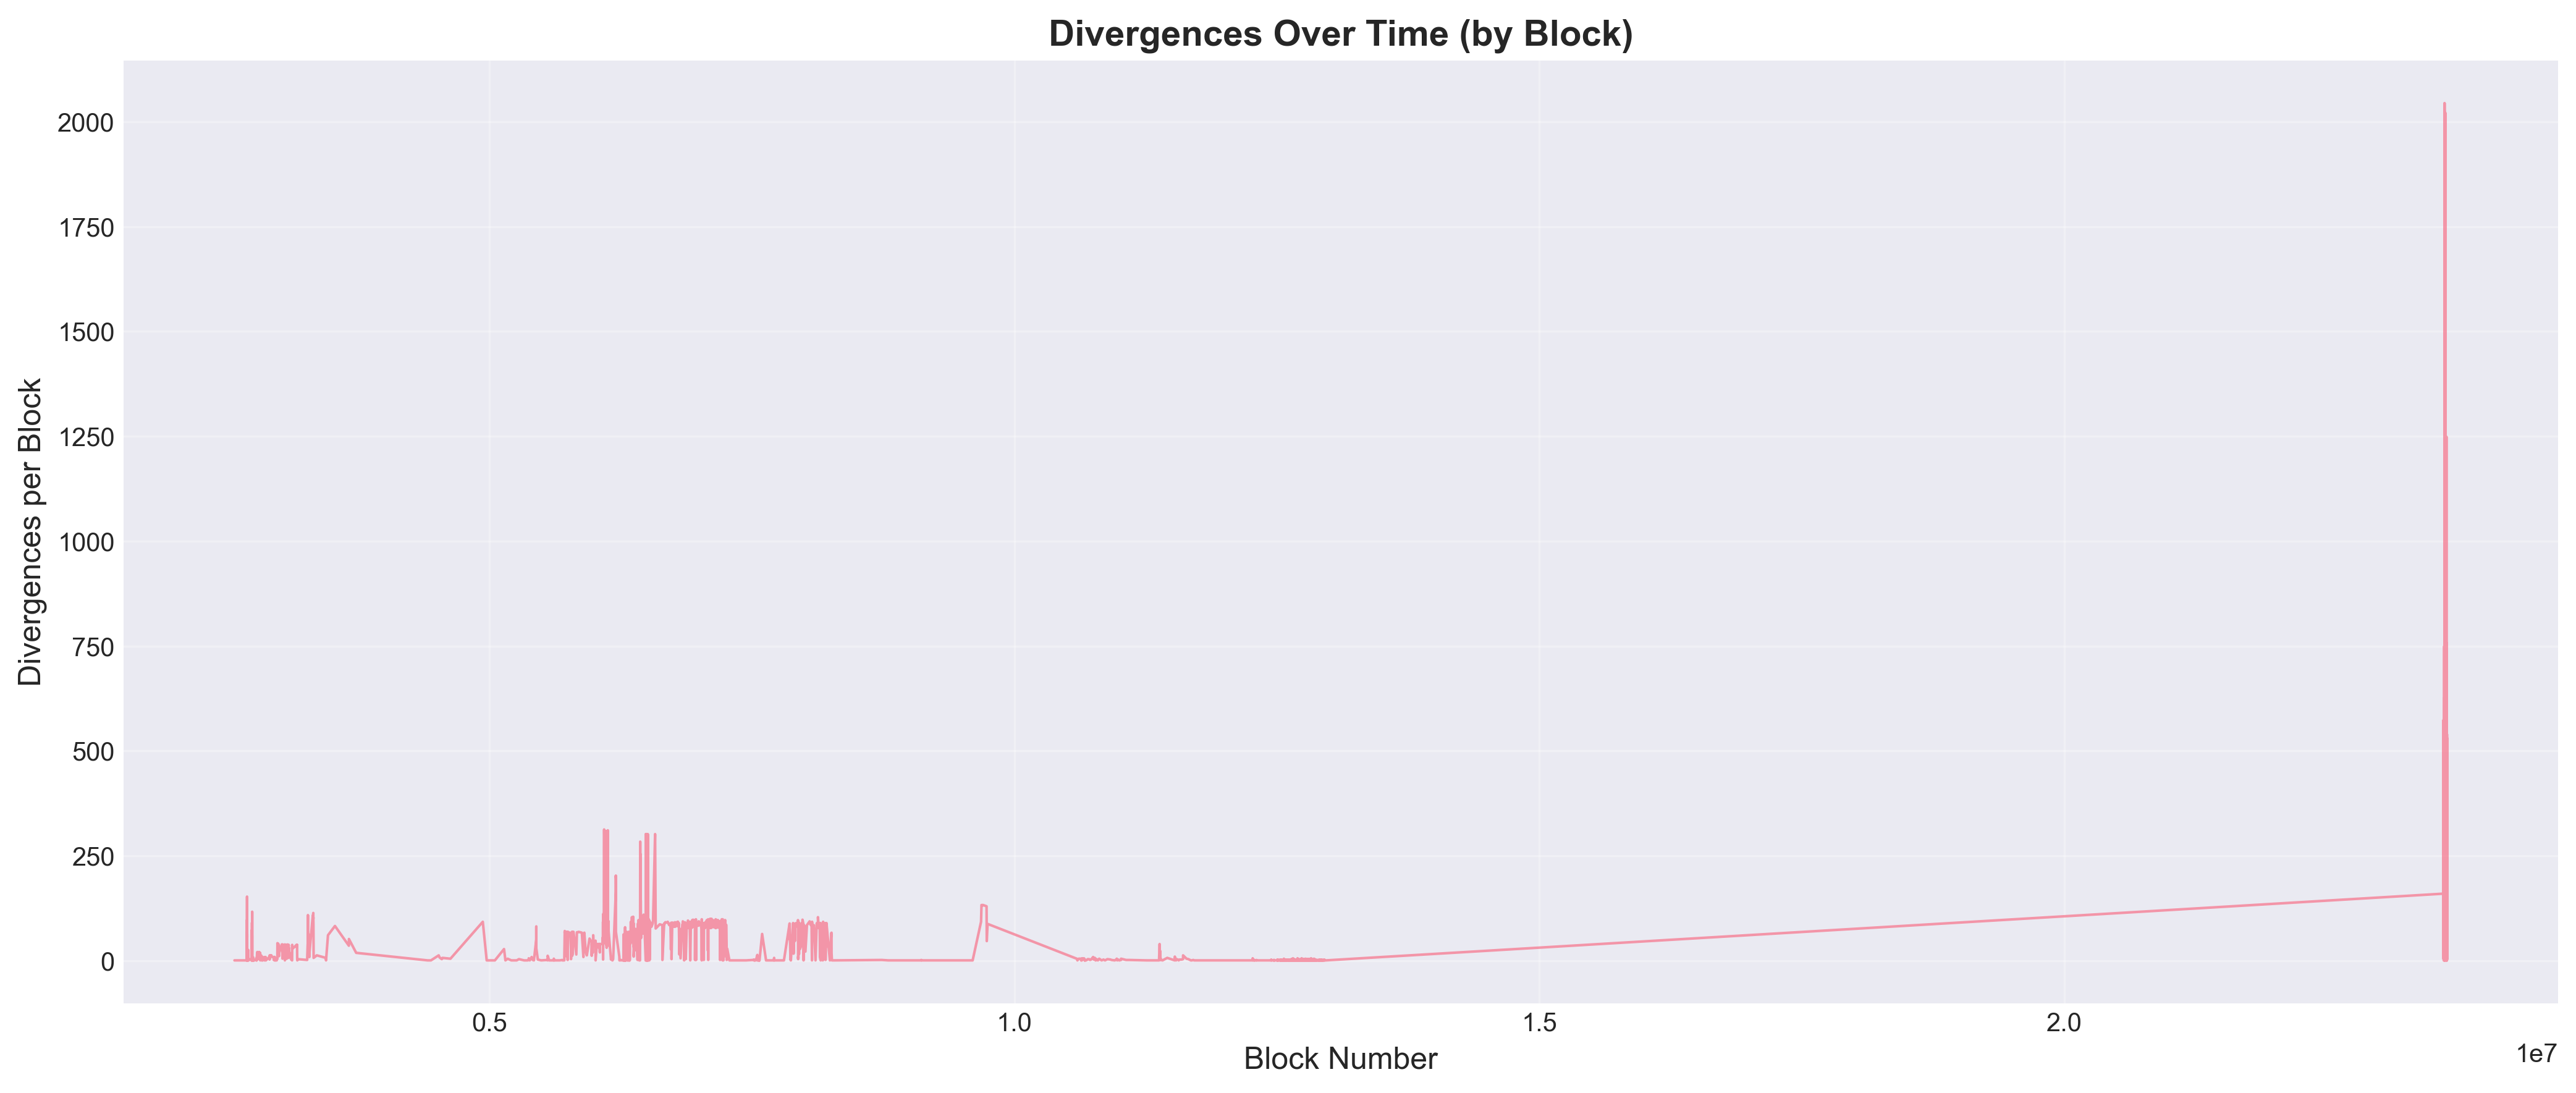 Divergences Over Time (by Block)
Divergences per Block
2000
1750
1500
1250
1000
750
500
250
0
0.5 1.0 1.5 2.0
1e7
Block Number